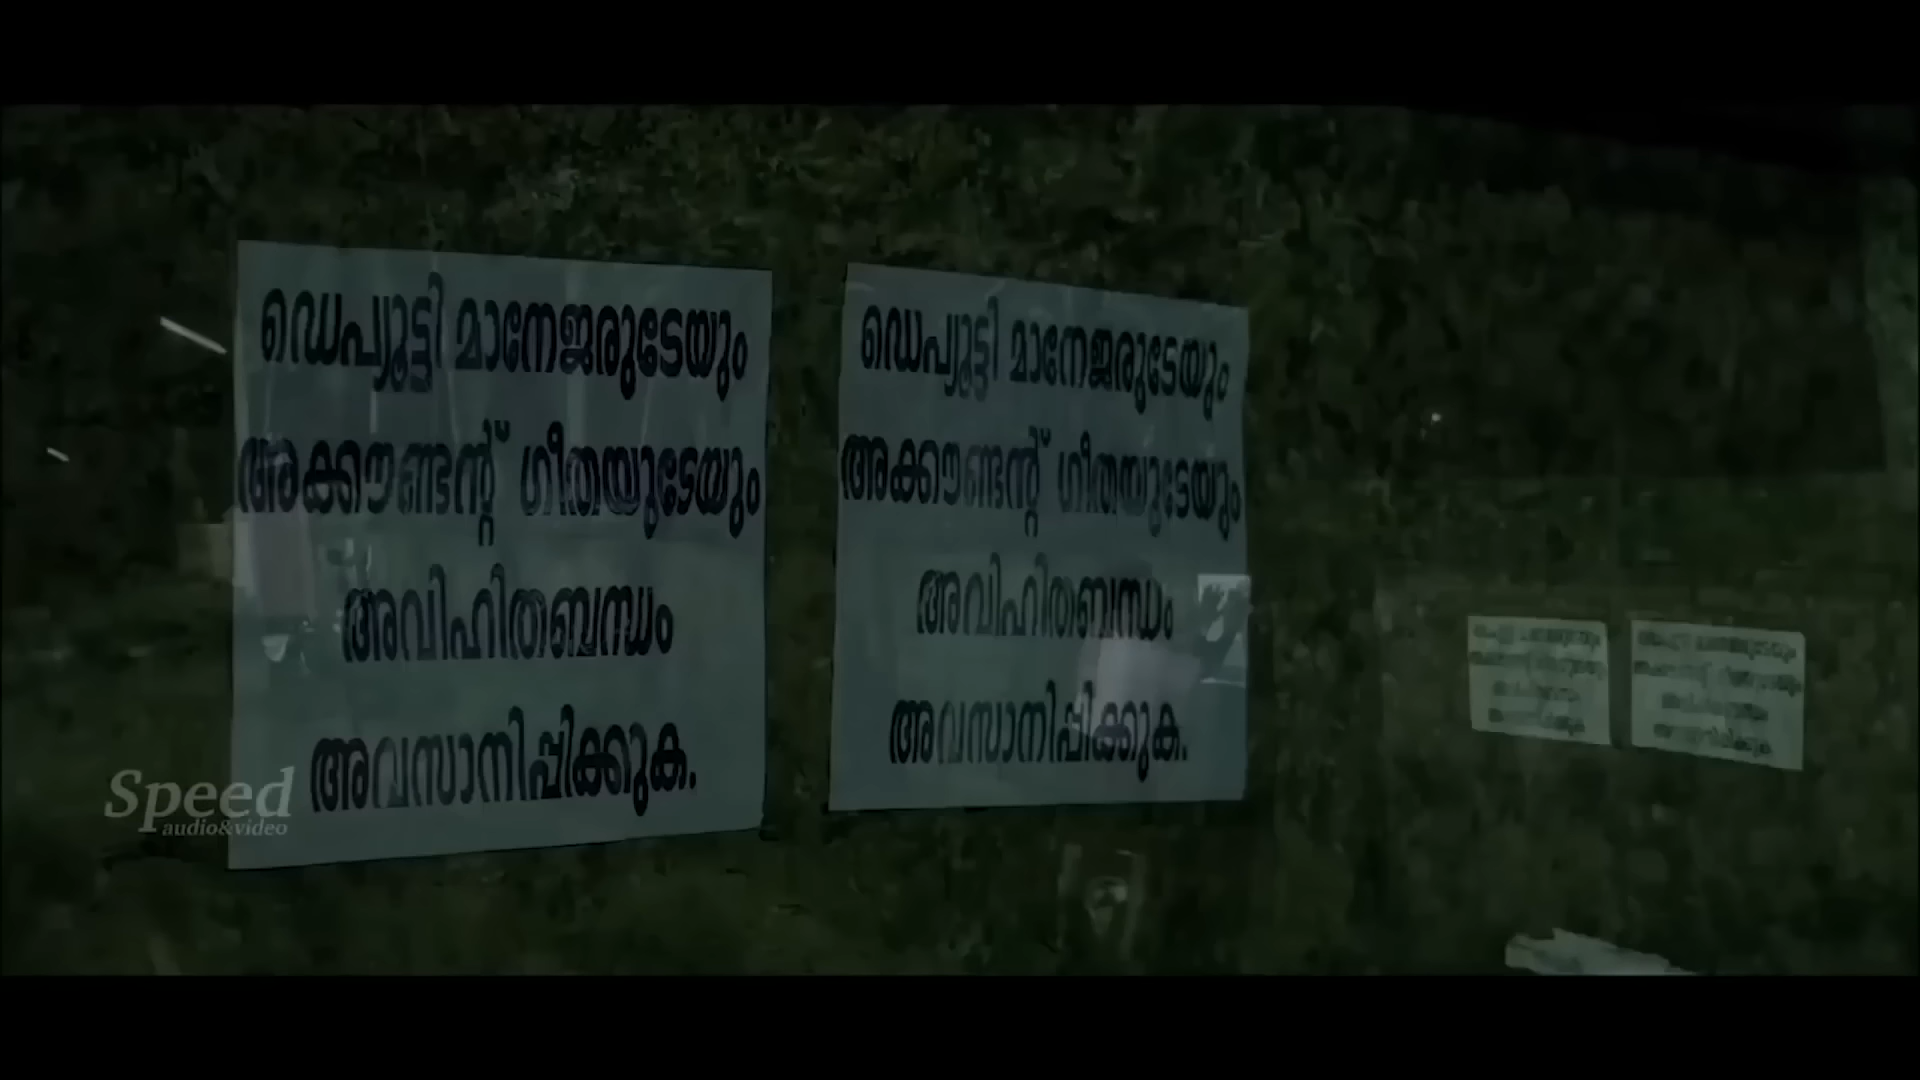 ഡെപ്യൂട്ടി മാനേജരുടേയും
അക്കൗണ്ടന്റ് ഗീതയുടേയും
അവിഹിതബന്ധം
അവസാനിപ്പിക്കുക.
ഡെപ്യൂട്ടി മാനേജരുടേയും
അക്കൗണ്ടന്റ് ഗീതയുടേയും
അവിഹിതബന്ധം
അവസാനിപ്പിക്കുക.
Speed
audio&video